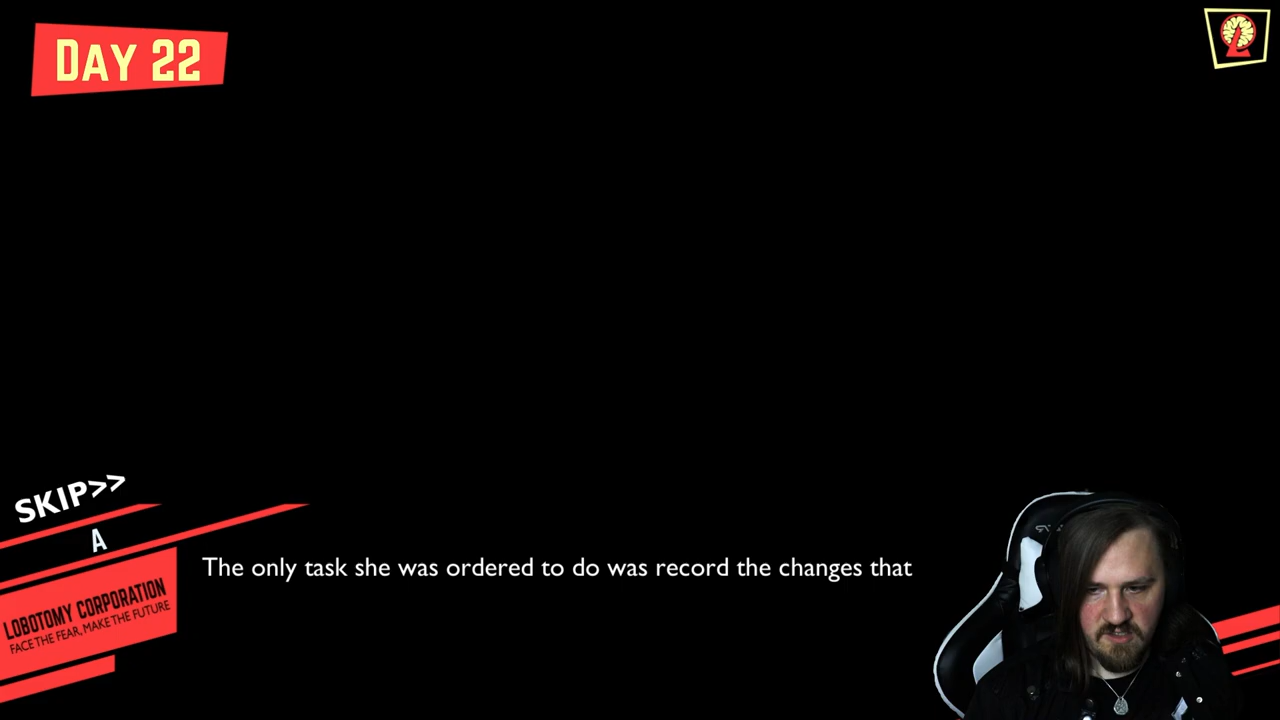 DAY 22
SKIP>>
A
The only task she was ordered to do was record the changes that
LOBOTOMY CORPORATION
FACE THE FEAR, MAKE THE FUTURE